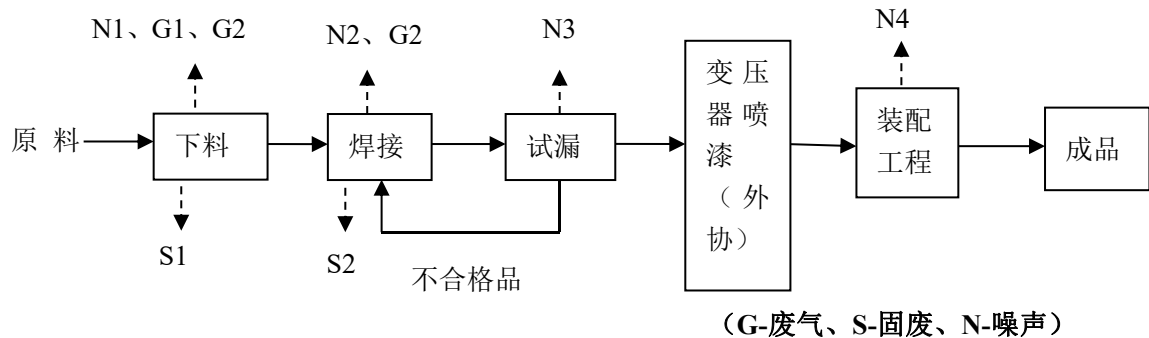 N1、G1、G2
N2、G2
N3
N4
原 料
下料
焊接
试漏
变 压
器 喷
漆
（ 外
协）
装配
工程
成品
S1
S2
不合格品
（G-废气、S-固废、N-噪声）